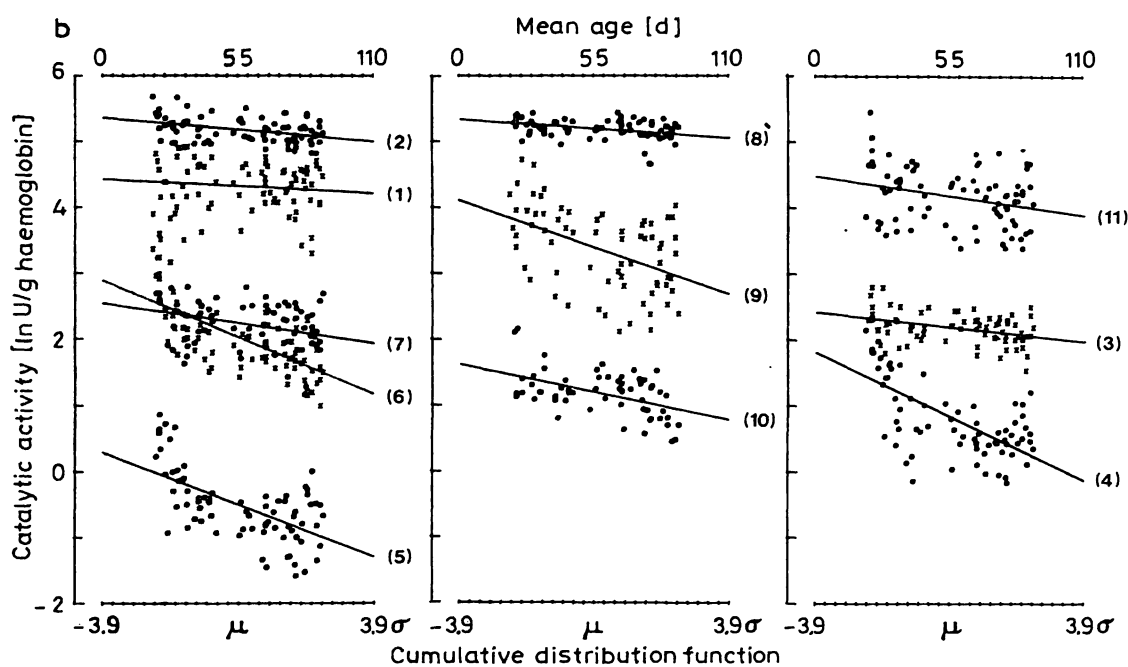 b
Mean age [d]
0 55 110 0 55 110 0 55 110
6
4
2
0
-2
Catalytic activity [ln U/g haemoglobin]
(2)
(1)
(7)
(6)
(5)
(8)
(9)
(10)
(11)
(3)
(4)
-3.9 μ 3.9σ -3.9 μ 3.9σ -3.9 μ 3.9σ
Cumulative distribution function